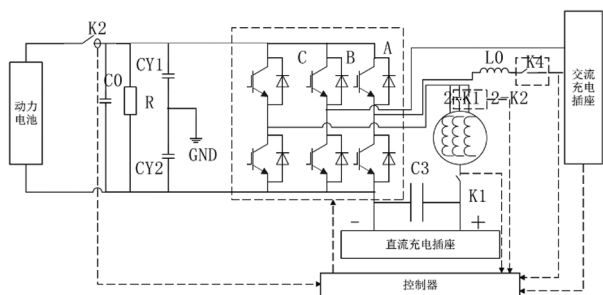 K2
动力
电池
C0
R
CY1
CY2
GND
C
B
A
L0
K4
交流
充电
插座
2-K1
2-K2
C3
K1
-
+
直流充电插座
控制器